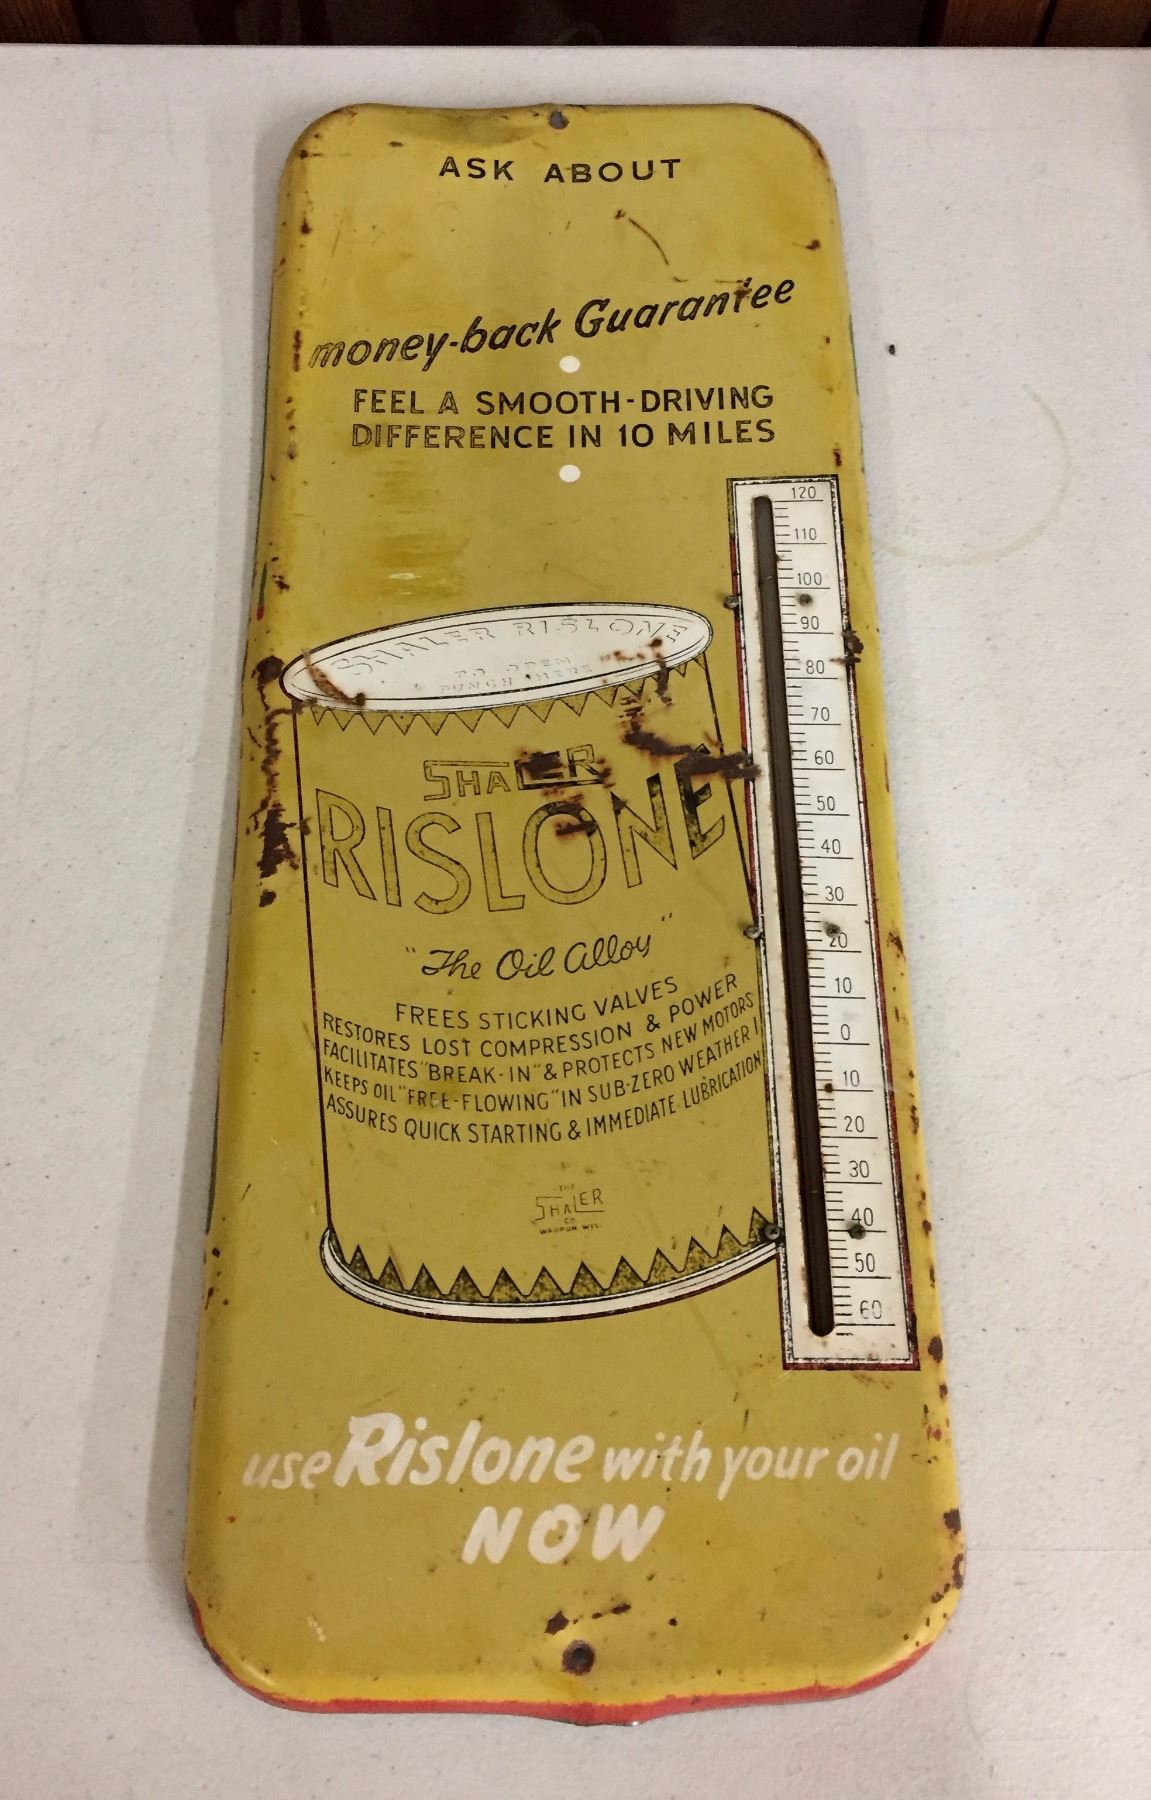 ASK ABOUT
money-back Guarantee
FEEL A SMOOTH-DRIVING
DIFFERENCE IN 10 MILES
SHALER RISLONE
TO OPEN
PUNCH HERE
SHALER
RISLONE
"The Oil Alloy"
FREES STICKING VALVES
RESTORES LOST COMPRESSION & POWER
FACILITATES "BREAK-IN" & PROTECTS NEW MOTORS
KEEPS OIL "FREE-FLOWING" IN SUB-ZERO WEATHER
ASSURES QUICK STARTING & IMMEDIATE LUBRICATION
THE
SHALER
CO.
WAUPUN, WIS.
120
110
100
90
80
70
60
50
40
30
20
10
0
10
20
30
40
50
60
use Rislone with your oil
NOW